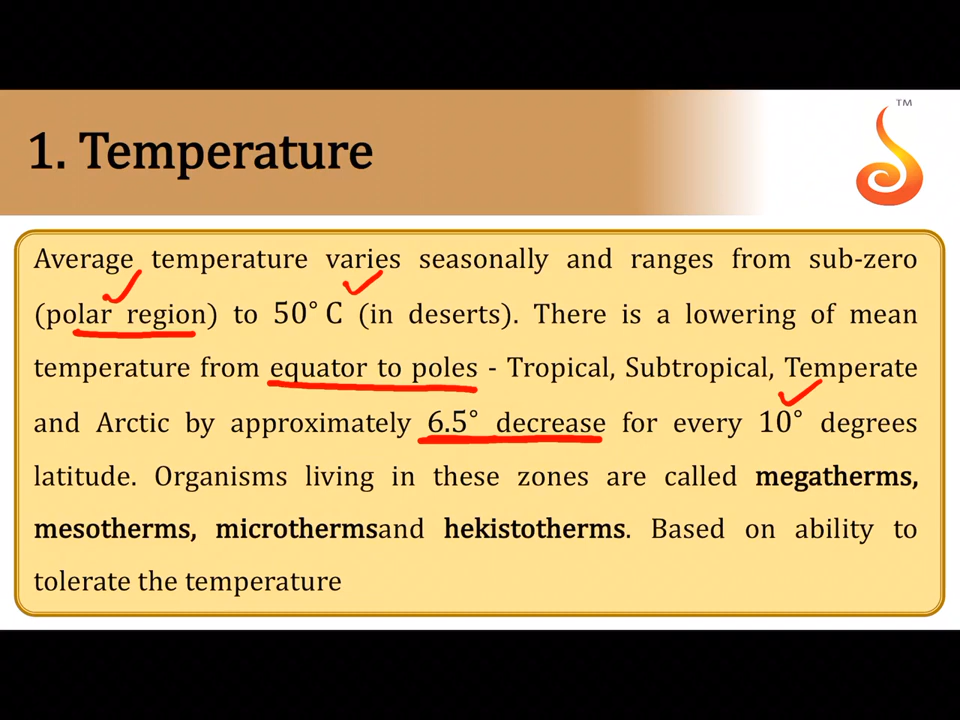 TM
1. Temperature
Average temperature varies seasonally and ranges from sub-zero
(polar region) to 50° C (in deserts). There is a lowering of mean
temperature from equator to poles - Tropical, Subtropical, Temperate
and Arctic by approximately 6.5° decrease for every 10° degrees
latitude. Organisms living in these zones are called megatherms,
mesotherms, microthermsand hekistotherms. Based on ability to
tolerate the temperature